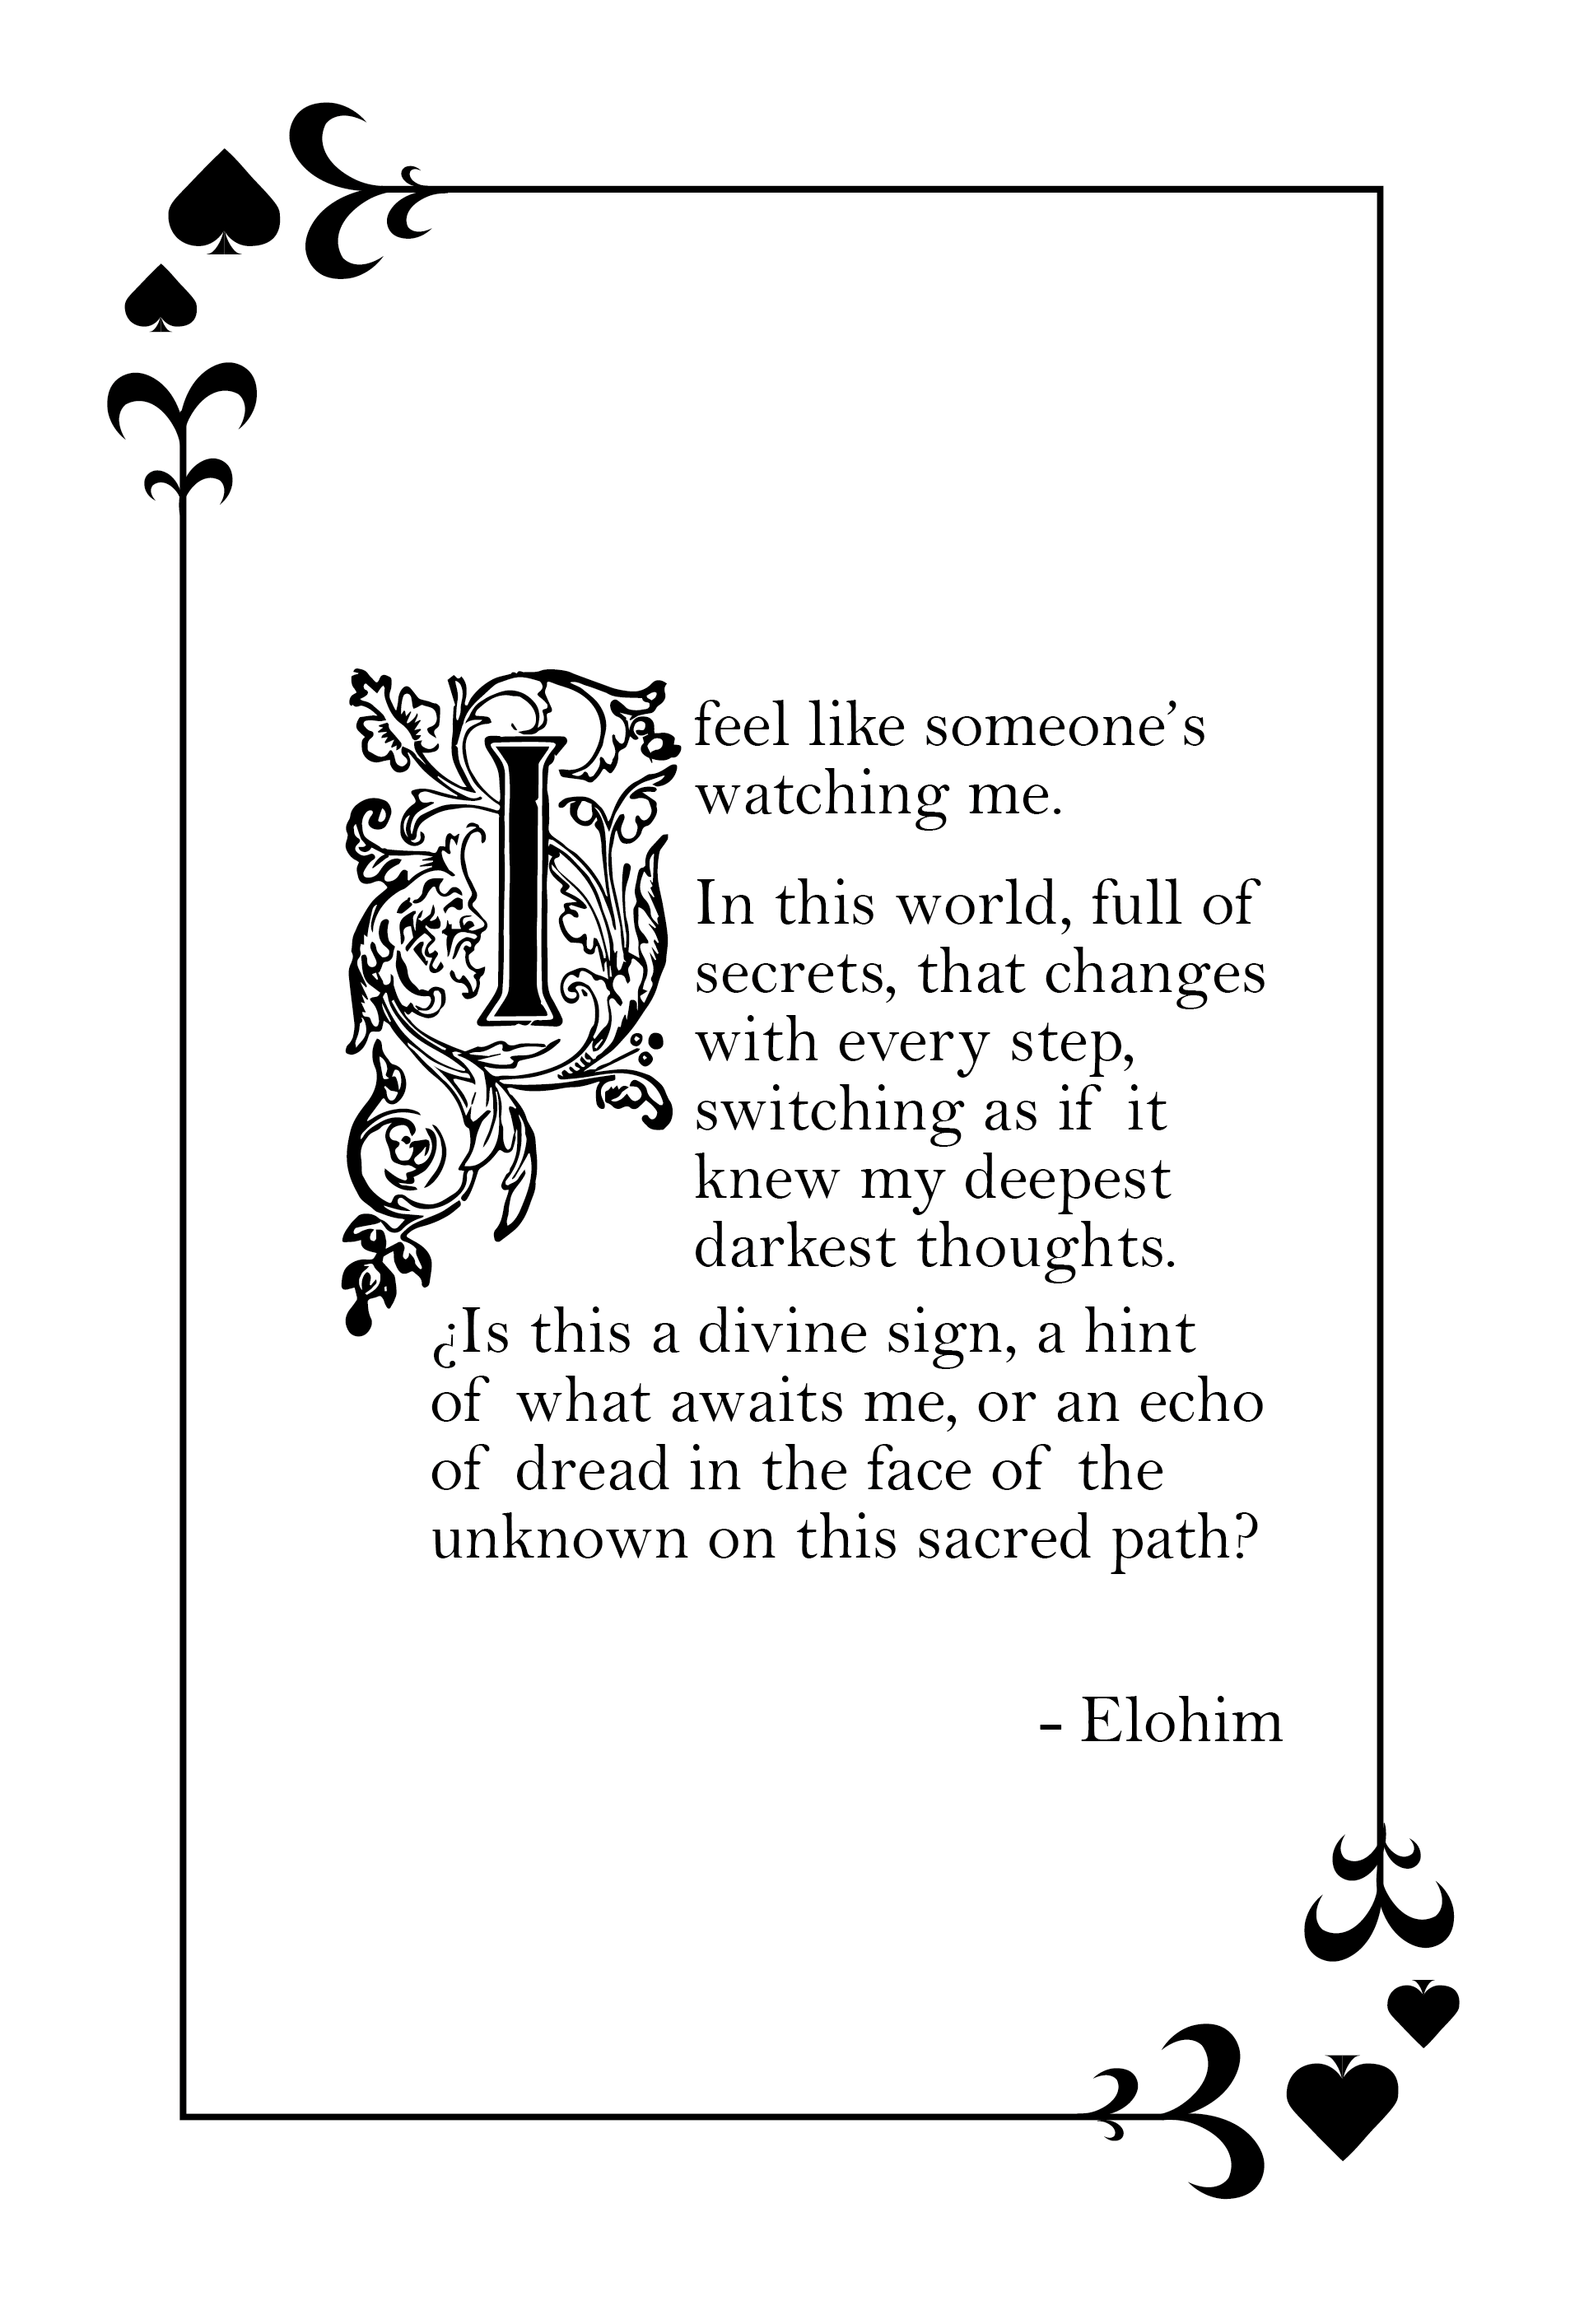 I feel like someone’s
watching me.
In this world, full of
secrets, that changes
with every step,
switching as if it
knew my deepest
darkest thoughts.
¿Is this a divine sign, a hint
of what awaits me, or an echo
of dread in the face of the
unknown on this sacred path?
- Elohim